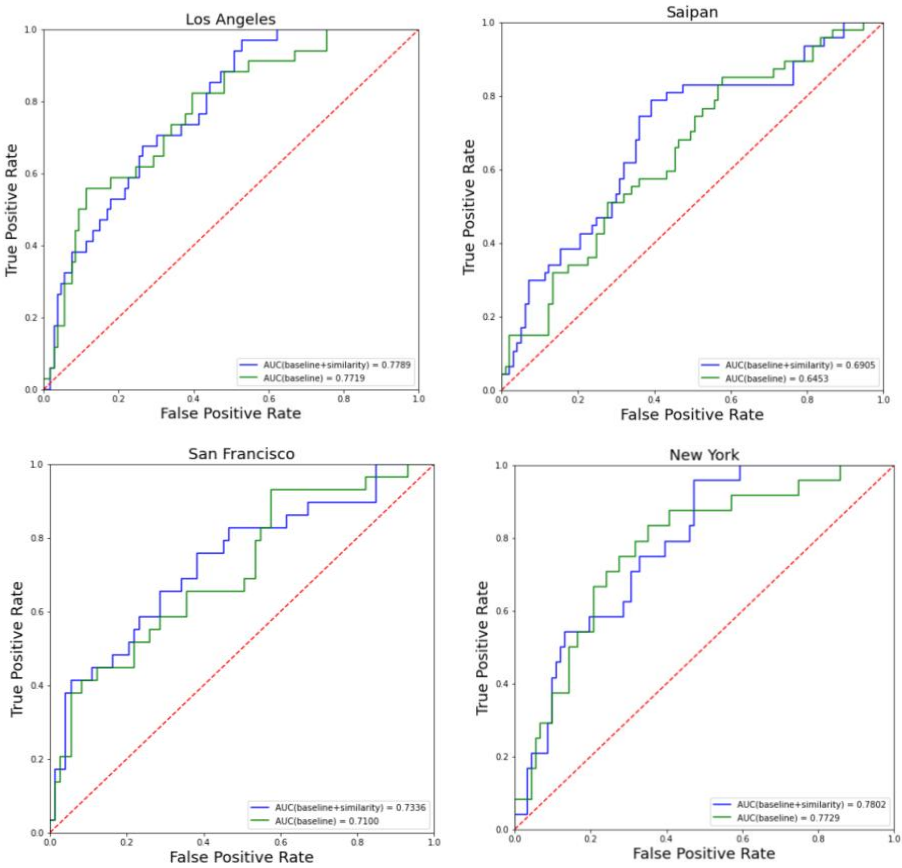 Los Angeles
True Positive Rate
1.0
0.8
0.6
0.4
0.2
0.0
AUC(baseline+similarity) = 0.7789
AUC(baseline) = 0.7719
0.0 0.2 0.4 0.6 0.8 1.0
False Positive Rate
Saipan
True Positive Rate
1.0
0.8
0.6
0.4
0.2
0.0
AUC(baseline+similarity) = 0.6905
AUC(baseline) = 0.6453
0.0 0.2 0.4 0.6 0.8 1.0
False Positive Rate
San Francisco
True Positive Rate
1.0
0.8
0.6
0.4
0.2
0.0
AUC(baseline+similarity) = 0.7336
AUC(baseline) = 0.7100
0.0 0.2 0.4 0.6 0.8 1.0
False Positive Rate
New York
True Positive Rate
1.0
0.8
0.6
0.4
0.2
0.0
AUC(baseline+similarity) = 0.7802
AUC(baseline) = 0.7729
0.0 0.2 0.4 0.6 0.8 1.0
False Positive Rate